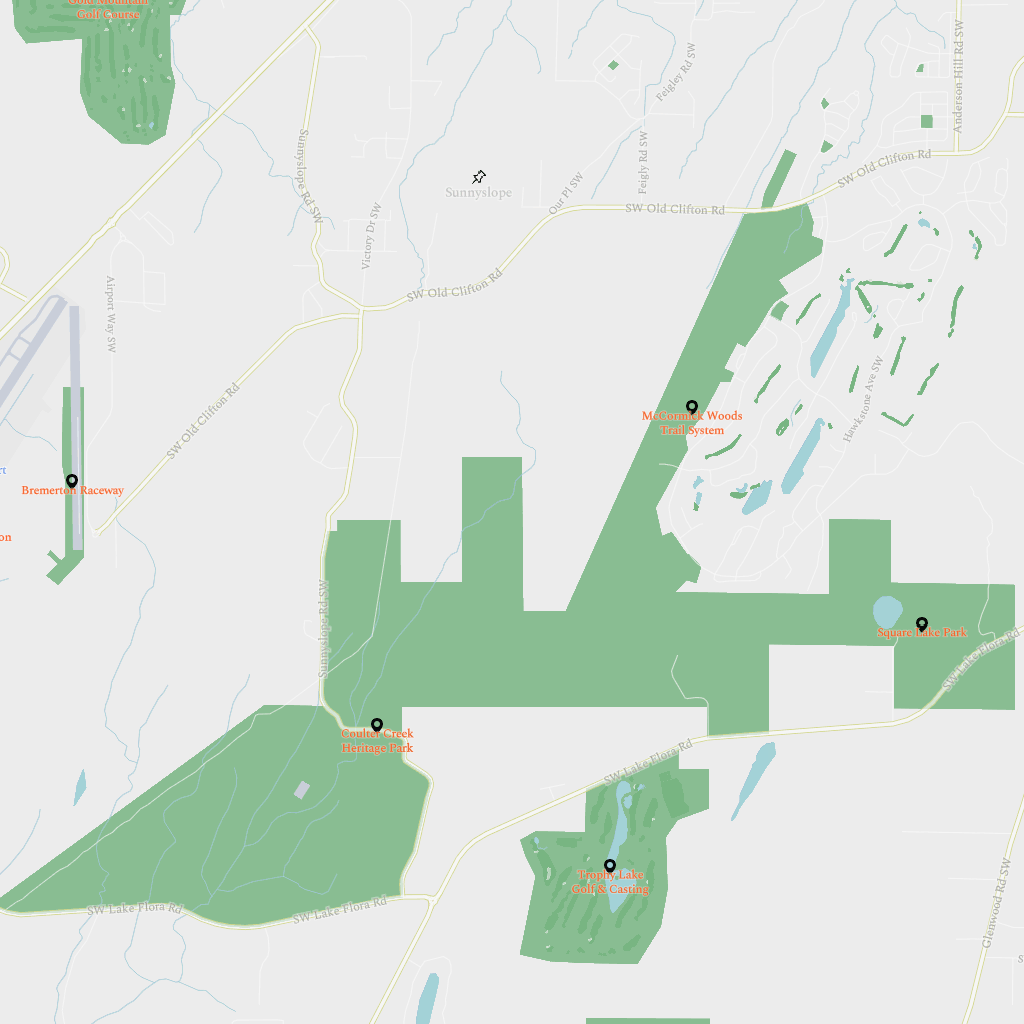 Gold Mountain
Golf Course
Anderson Hill Rd SW
Feigley Rd SW
Sunnyslope Rd SW
SW Old Clifton Rd
Feigly Rd SW
Sunnyslope
Our Pl SW
SW Old Clifton Rd
Victory Dr SW
Airport Way SW
SW Old Clifton Rd
Hawkstone Ave SW
McCormick Woods
Trail System
SW Old Clifton Rd
rt
Bremerton Raceway
on
Sunnyslope Rd SW
Square Lake Park
SW Lake Flora Rd
Coulter Creek
Heritage Park
SW Lake Flora Rd
Trophy Lake
Golf & Casting
SW Lake Flora Rd
SW Lake Flora Rd
Glenwood Rd SW
S